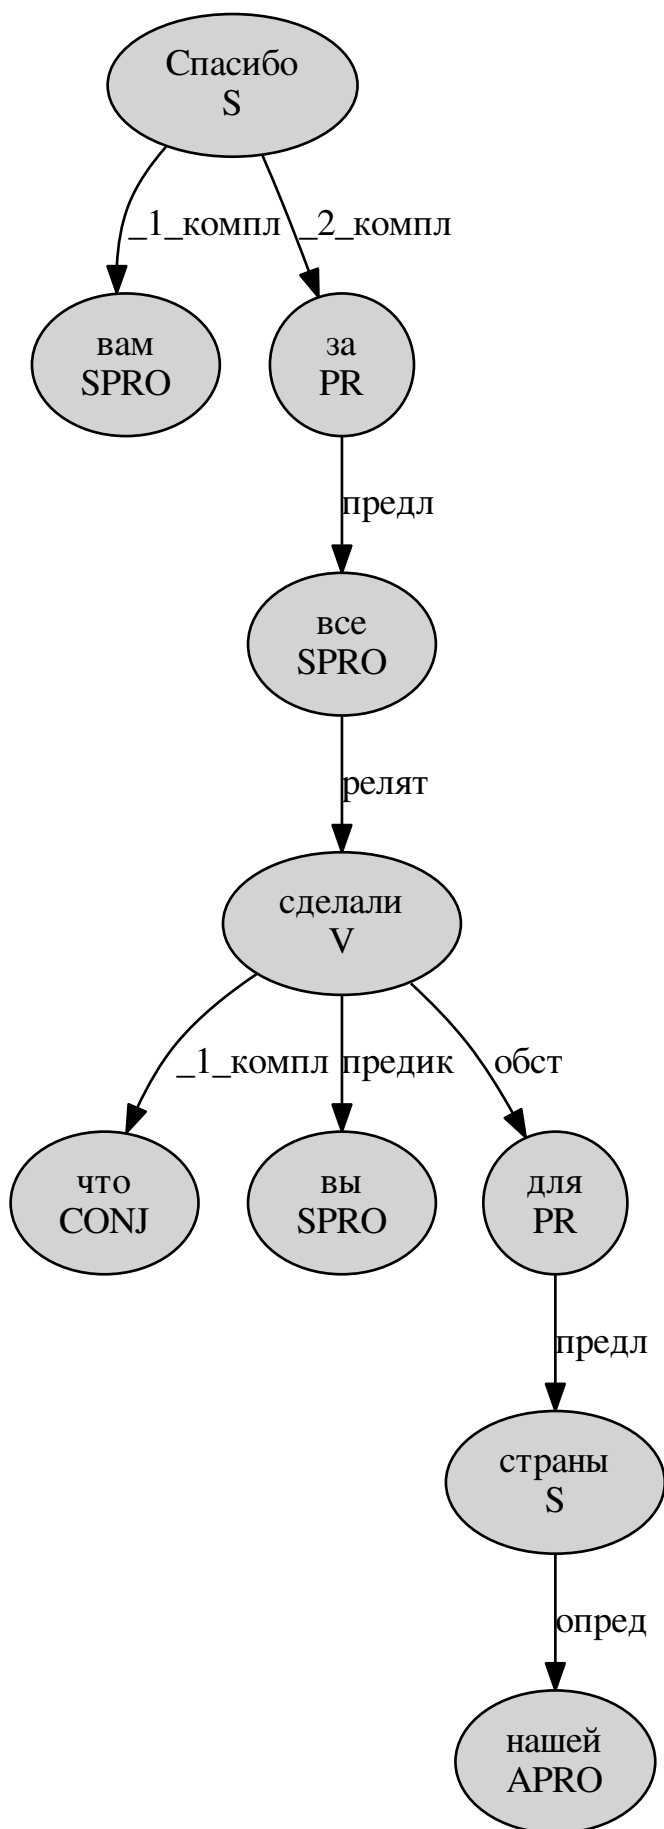 Спасибо
S
_1_компл
_2_компл
вам
SPRO
за
PR
предл
все
SPRO
релят
сделали
V
_1_компл
предик
обст
что
CONJ
вы
SPRO
для
PR
предл
страны
S
опред
нашей
APRO